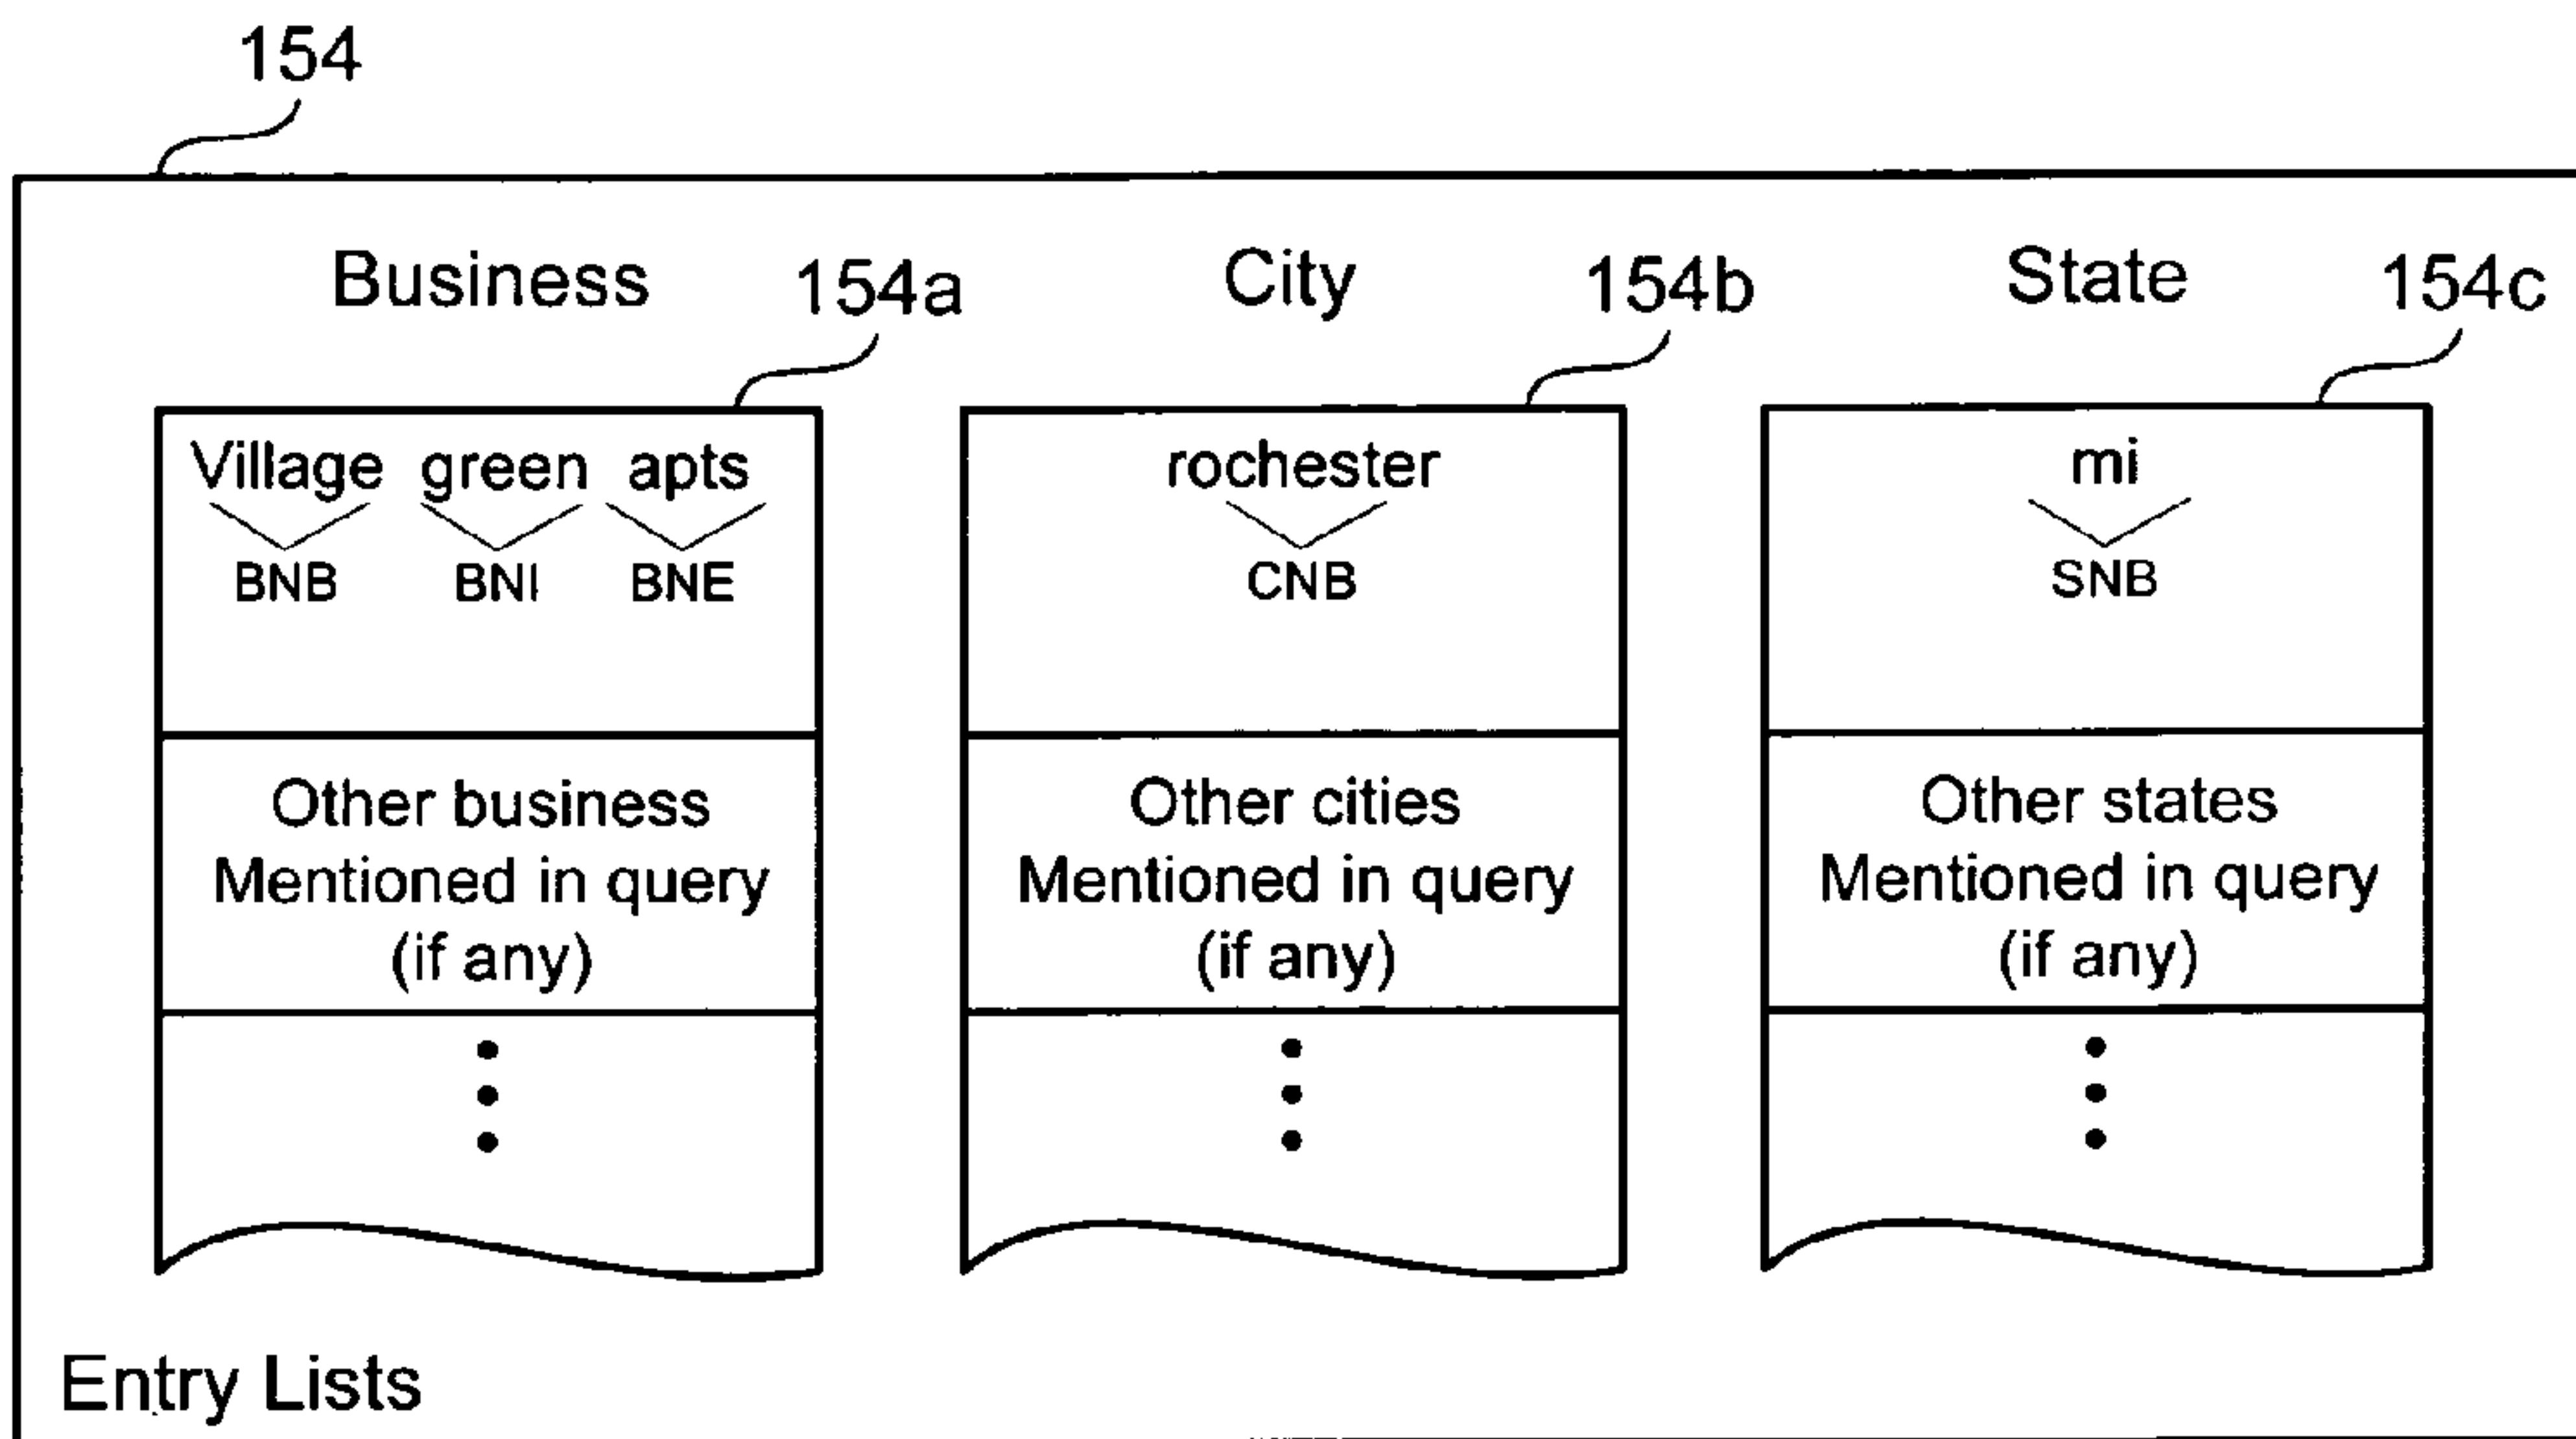 154
Business 154a City 154b State 154c
Village green apts rochester mi
BNB BNI BNE CNB SNB
Other business
Mentioned in query
(if any)
Other cities
Mentioned in query
(if any)
Other states
Mentioned in query
(if any)
Entry Lists